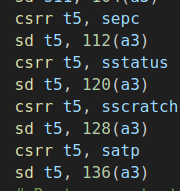 csrr t5, sepc
sd t5, 112(a3)
csrr t5, sstatus
sd t5, 120(a3)
csrr t5, sscratch
sd t5, 128(a3)
csrr t5, satp
sd t5, 136(a3)